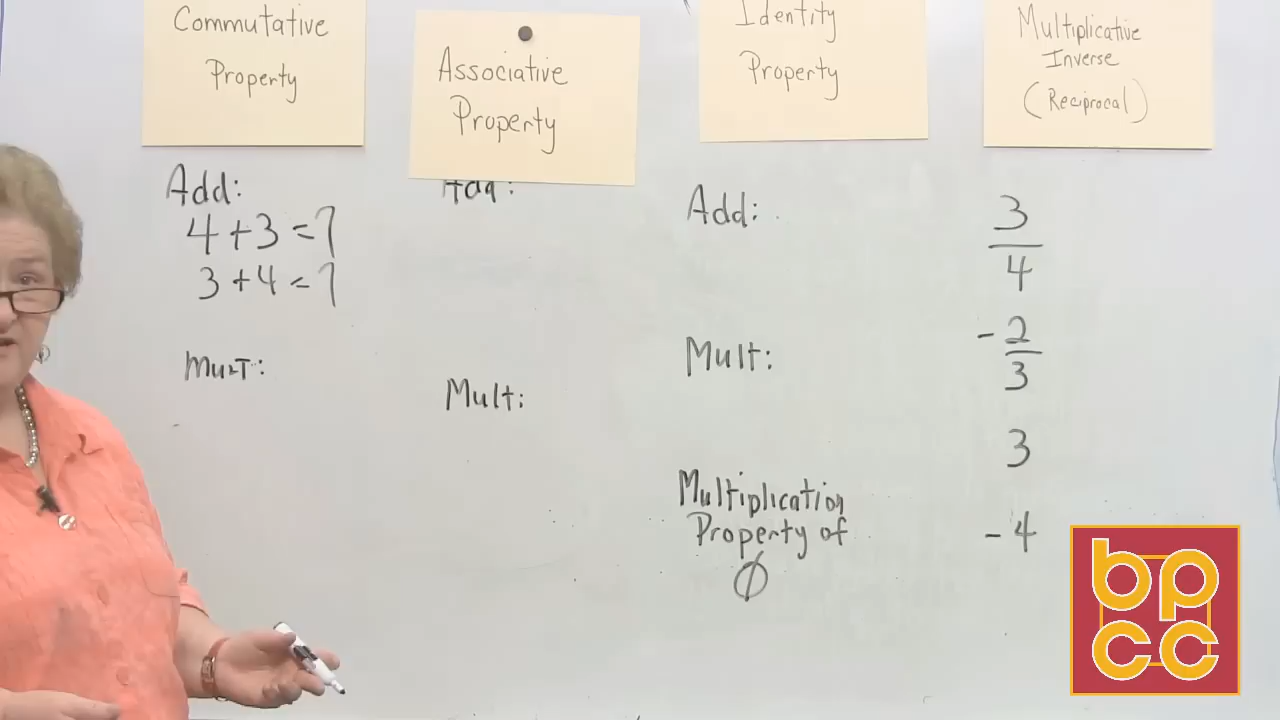 Commutative
Property
Add:
4+3=7
3+4=7
MulT:
Associative
Property
Add:
Mult:
Identity
Property
Add:
Mult:
Multiplication
Property of
0
Multiplicative
Inverse
(Reciprocal)
3
4
-2
3
3
-4
bp
cc